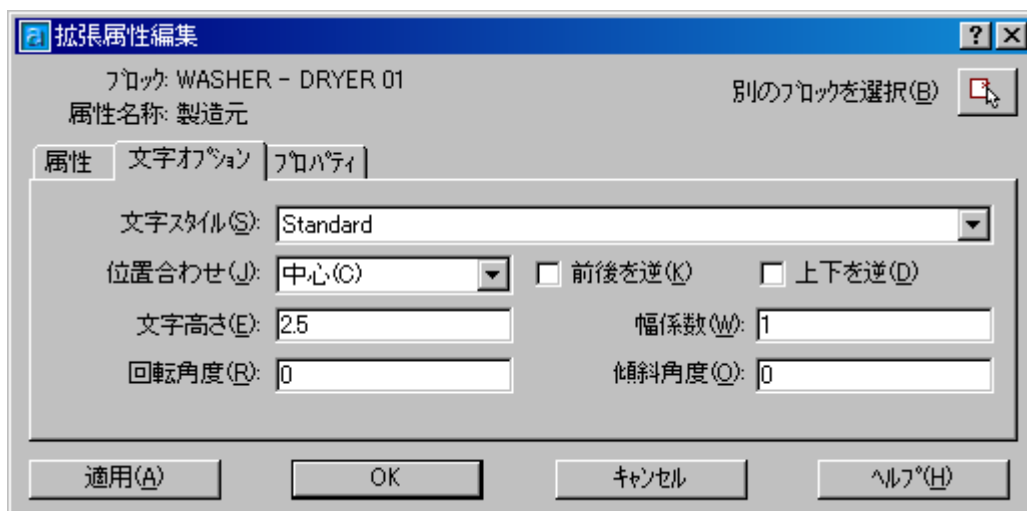 拡張属性編集
ﾌﾞﾛｯｸ: WASHER - DRYER 01
別のﾌﾞﾛｯｸを選択(B)
属性名称: 製造元
属性 文字ｵﾌﾟｼｮﾝ ﾌﾟﾛﾊﾟﾃｨ
文字ｽﾀｲﾙ(S): Standard
位置合わせ(J): 中心(C) 前後を逆(K) 上下を逆(D)
文字高さ(E): 2.5 幅係数(W): 1
回転角度(R): 0 傾斜角度(O): 0
適用(A) OK ｷｬﾝｾﾙ ﾍﾙﾌﾟ(H)